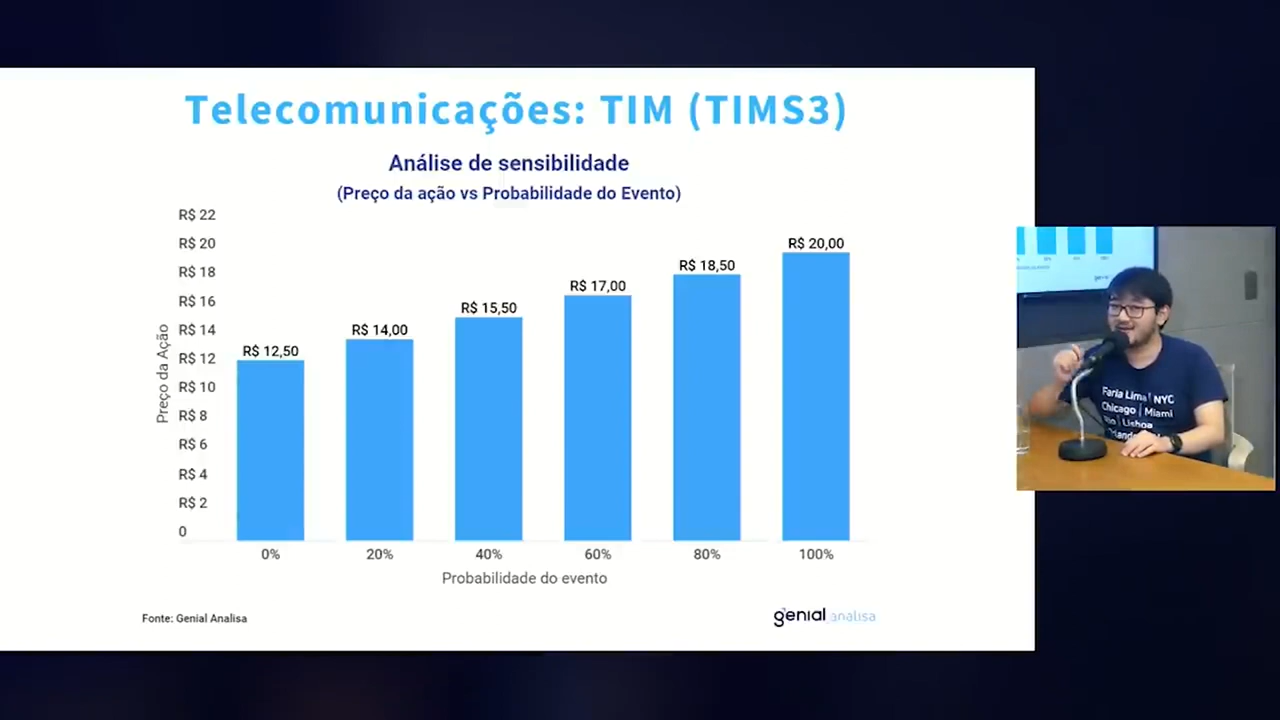 Telecomunicações: TIM (TIMS3)
Análise de sensibilidade
(Preço da ação vs Probabilidade do Evento)
Preço da Ação
R$ 22
R$ 20
R$ 18
R$ 16
R$ 14
R$ 12
R$ 10
R$ 8
R$ 6
R$ 4
R$ 2
0
R$ 12,50
R$ 14,00
R$ 15,50
R$ 17,00
R$ 18,50
R$ 20,00
0%
20%
40%
60%
80%
100%
Probabilidade do evento
Fonte: Genial Analisa
genial analisa
Faria Lima | NYC
Chicago | Miami
| Lisboa